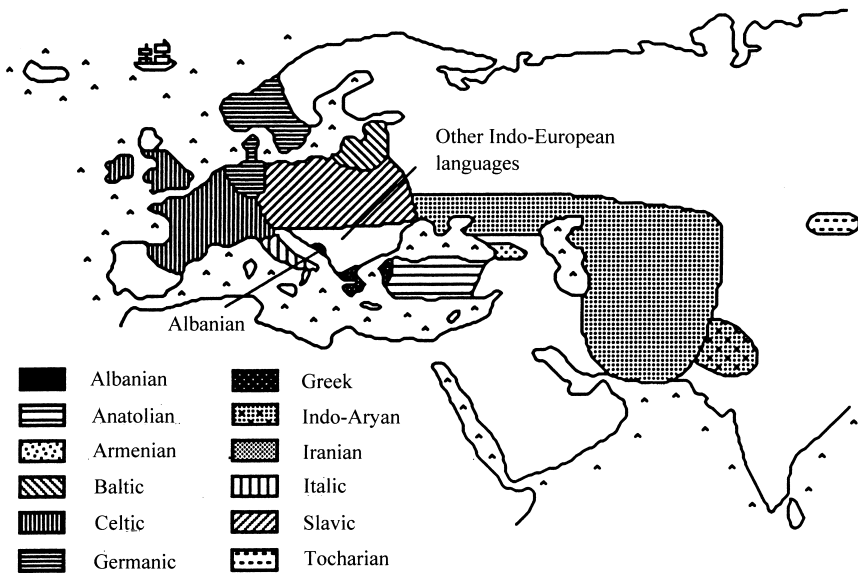 Other Indo-European
languages
Albanian
Albanian
Anatolian
Armenian
Baltic
Celtic
Germanic
Greek
Indo-Aryan
Iranian
Italic
Slavic
Tocharian